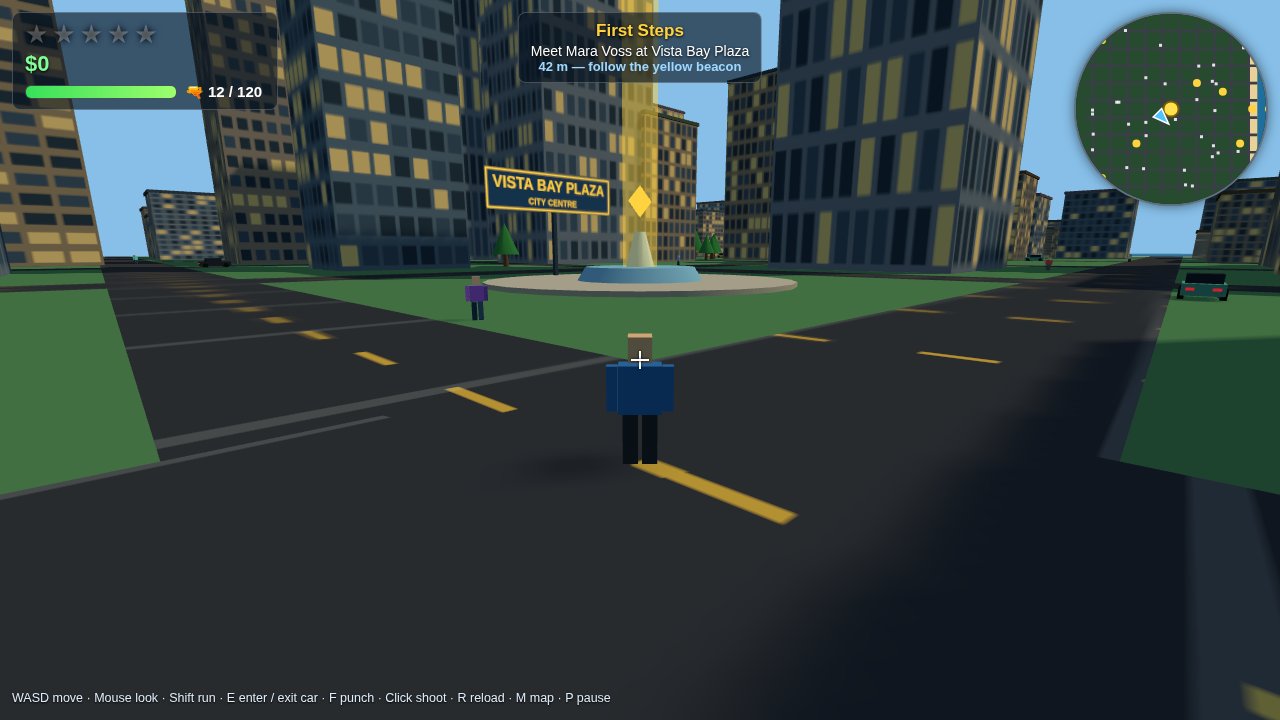 First Steps
Meet Mara Voss at Vista Bay Plaza
42 m — follow the yellow beacon
$0
12 / 120
VISTA BAY PLAZA
CITY CENTRE
WASD move · Mouse look · Shift run · E enter / exit car · F punch · Click shoot · R reload · M map · P pause